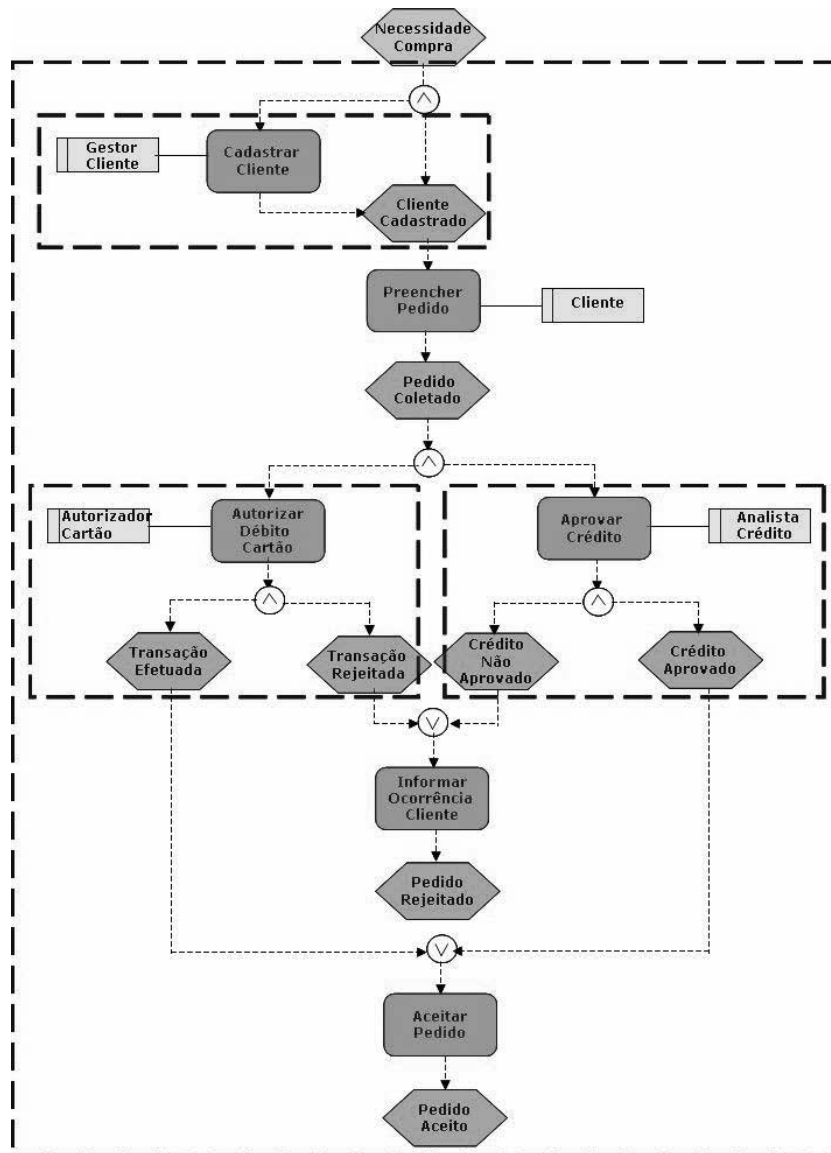 Necessidade
Compra
Gestor
Cliente
Cadastrar
Cliente
Cliente
Cadastrado
Preencher
Pedido
Cliente
Pedido
Coletado
Autorizador
Cartão
Autorizar
Débito
Cartão
Aprovar
Crédito
Analista
Crédito
Transação
Efetuada
Transação
Rejeitada
Crédito
Não
Aprovado
Crédito
Aprovado
Informar
Ocorrência
Cliente
Pedido
Rejeitado
Aceitar
Pedido
Pedido
Aceito